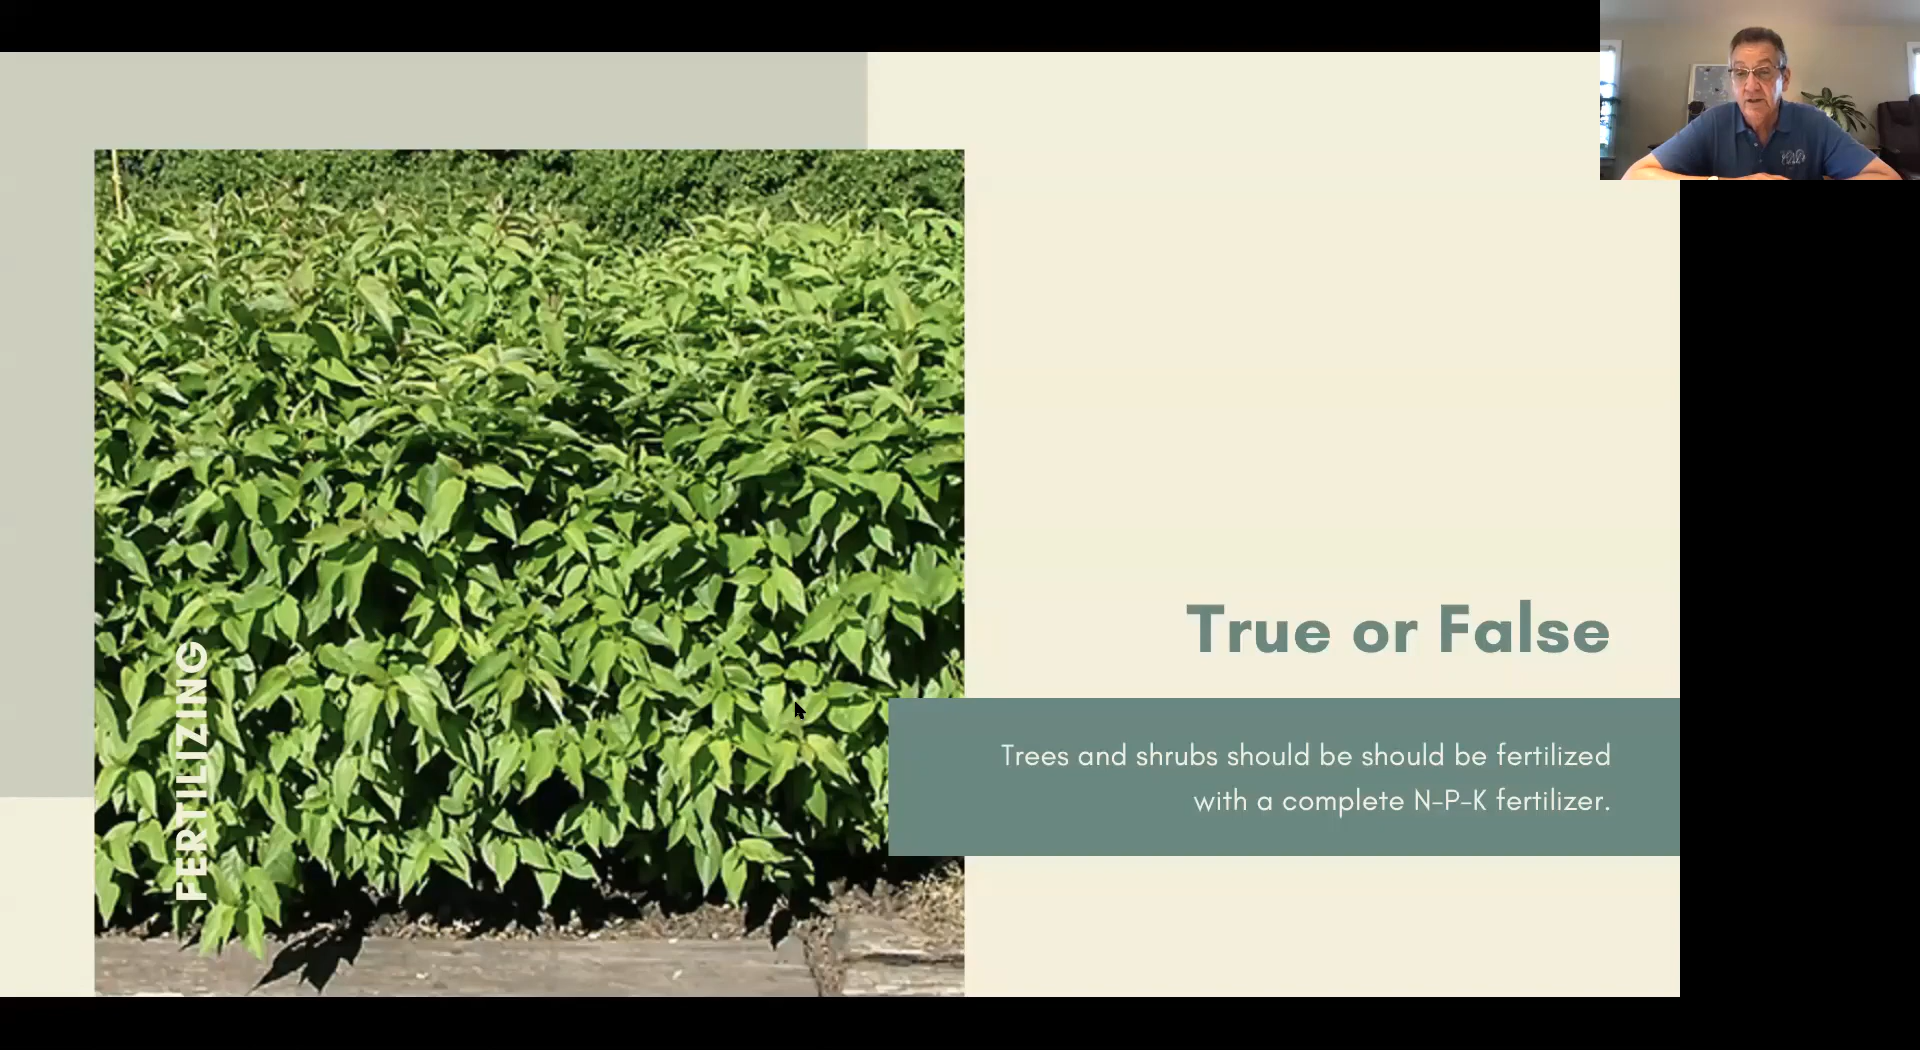 FERTILIZING
True or False
Trees and shrubs should be should be fertilized
with a complete N-P-K fertilizer.